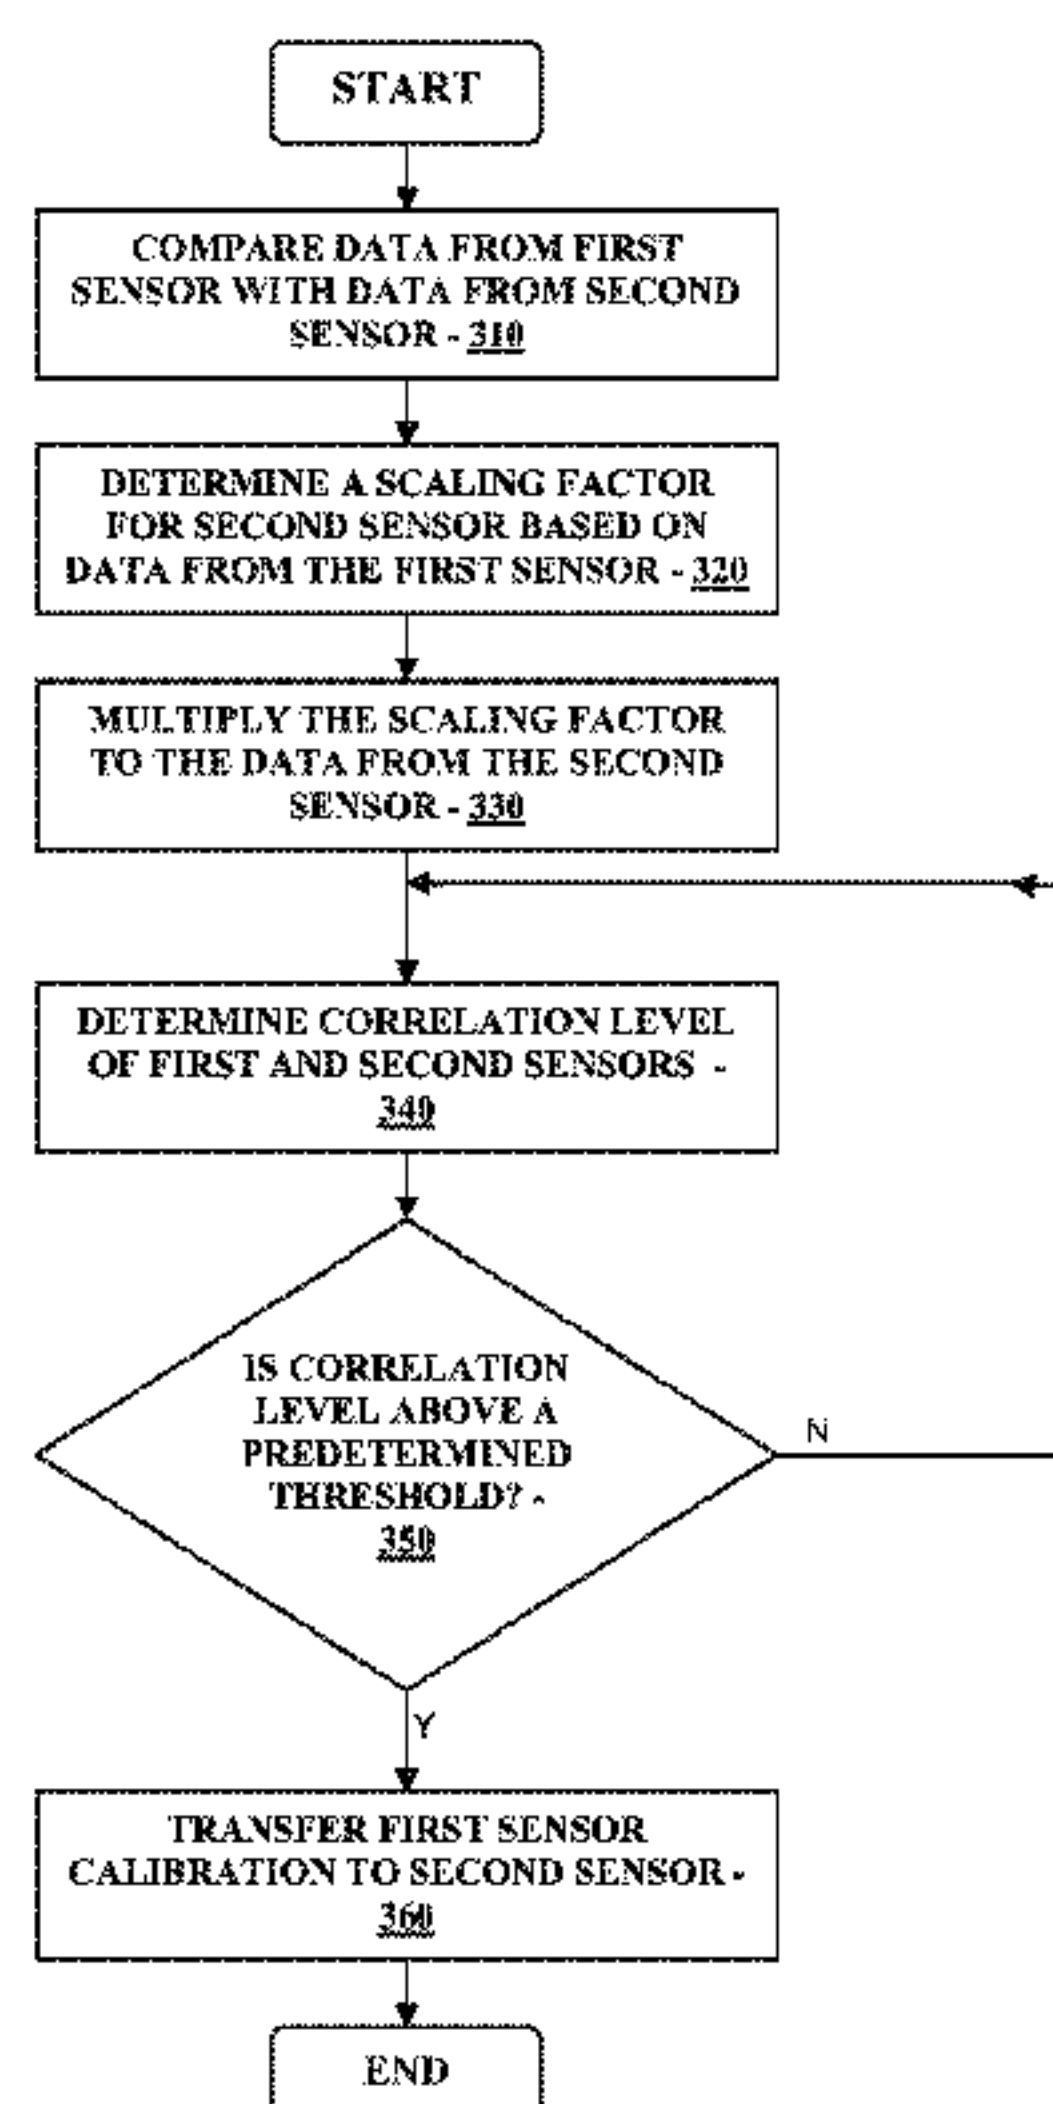 START
COMPARE DATA FROM FIRST
SENSOR WITH DATA FROM SECOND
SENSOR - 310
DETERMINE A SCALING FACTOR
FOR SECOND SENSOR BASED ON
DATA FROM THE FIRST SENSOR - 320
MULTIPLY THE SCALING FACTOR
TO THE DATA FROM THE SECOND
SENSOR - 330
DETERMINE CORRELATION LEVEL
OF FIRST AND SECOND SENSORS -
340
IS CORRELATION
LEVEL ABOVE A
PREDETERMINED
THRESHOLD? -
350
N
Y
TRANSFER FIRST SENSOR
CALIBRATION TO SECOND SENSOR -
360
END